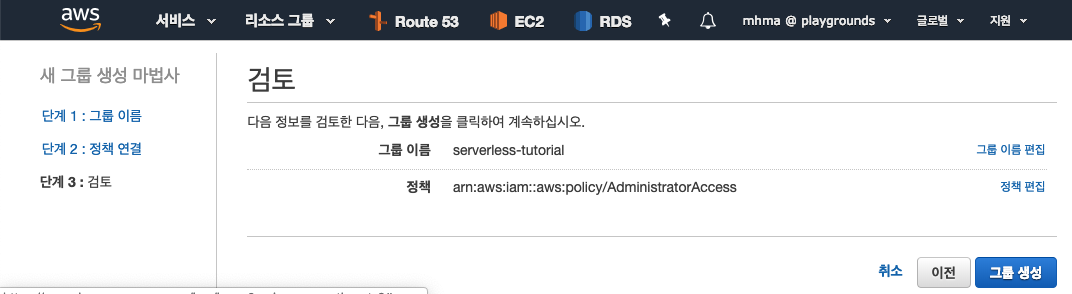 aws 서비스 리소스 그룹 Route 53 EC2 RDS mhma @ playgrounds 글로벌 지원
새 그룹 생성 마법사
단계 1 : 그룹 이름
단계 2 : 정책 연결
단계 3 : 검토
검토
다음 정보를 검토한 다음, 그룹 생성을 클릭하여 계속하십시오.
그룹 이름 serverless-tutorial 그룹 이름 편집
정책 arn:aws:iam::aws:policy/AdministratorAccess 정책 편집
취소 이전 그룹 생성